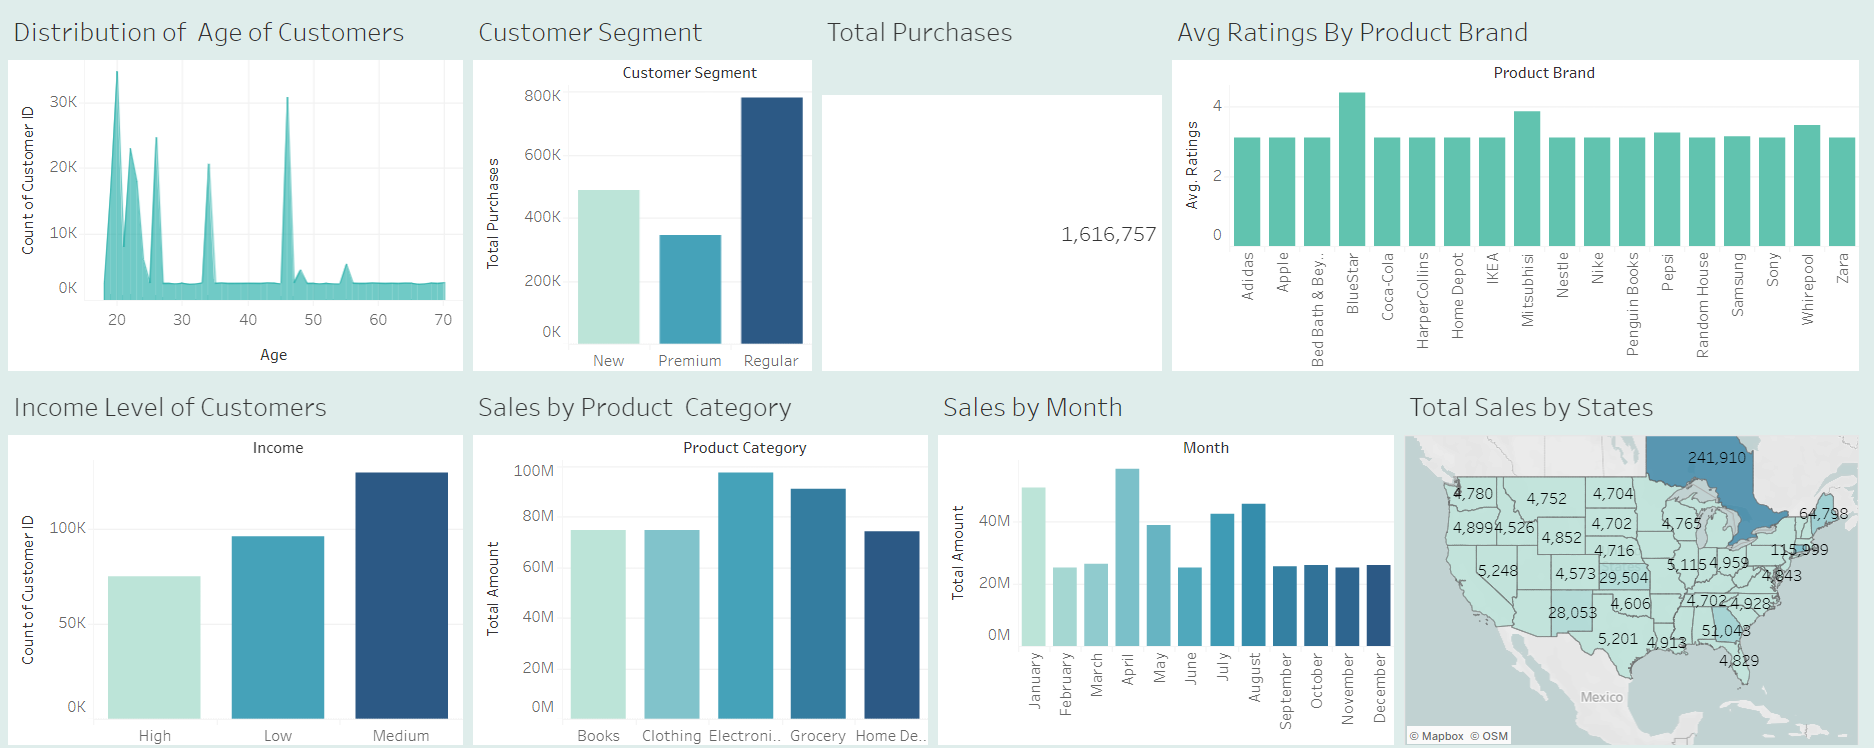 Distribution of  Age of Customers
Count of Customer ID
30K
20K
10K
0K
20 30 40 50 60 70
Age
Customer Segment
Customer Segment
Total Purchases
800K
600K
400K
200K
0K
New Premium Regular
Total Purchases
1,616,757
Avg Ratings By Product Brand
Product Brand
Avg. Ratings
4
2
0
Adidas
Apple
Bed Bath & Bey..
BlueStar
Coca-Cola
HarperCollins
Home Depot
IKEA
Mitsubhisi
Nestle
Nike
Penguin Books
Pepsi
Random House
Samsung
Sony
Whirepool
Zara
Income Level of Customers
Income
Count of Customer ID
100K
50K
0K
High Low Medium
Sales by Product  Category
Product Category
Total Amount
100M
80M
60M
40M
20M
0M
Books Clothing Electroni.. Grocery Home De..
Sales by Month
Month
Total Amount
40M
20M
0M
January
February
March
April
May
June
July
August
September
October
November
December
Total Sales by States
241,910
4,780
4,752
4,704
64,798
4,899
4,526
4,702
4,765
4,852
4,716
115,999
5,248
4,573
29,504
5,115
4,959
4,843
28,053
4,606
4,702
4,928
5,201
4,913
51,043
4,829
Mexico
© Mapbox © OSM